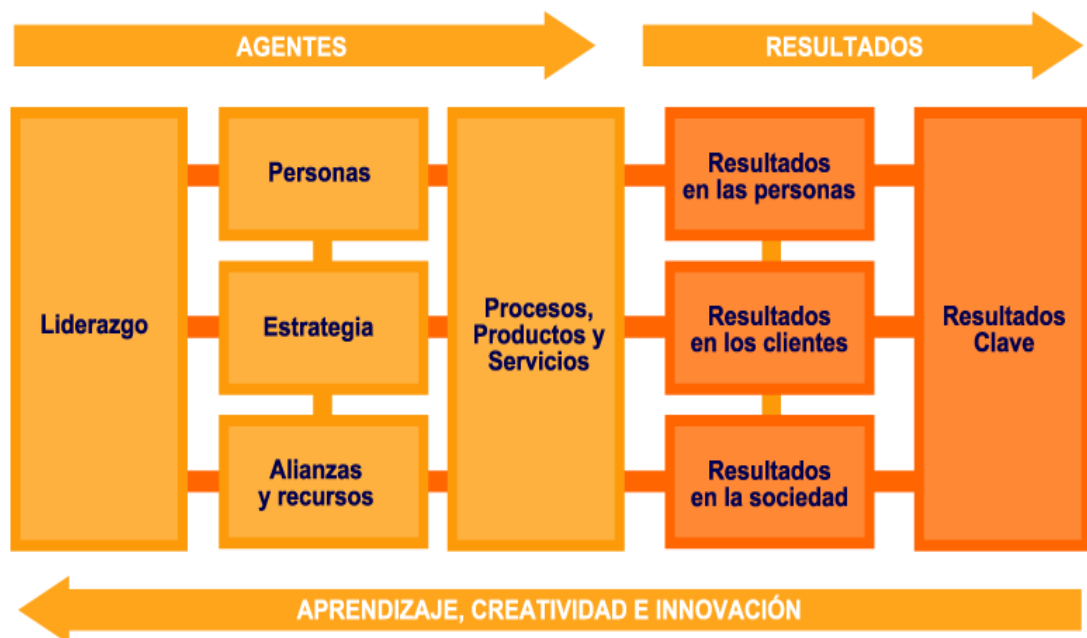 AGENTES
RESULTADOS
Liderazgo
Personas
Estrategia
Alianzas
y recursos
Procesos,
Productos y
Servicios
Resultados
en las personas
Resultados
en los clientes
Resultados
en la sociedad
Resultados
Clave
APRENDIZAJE, CREATIVIDAD E INNOVACIÓN